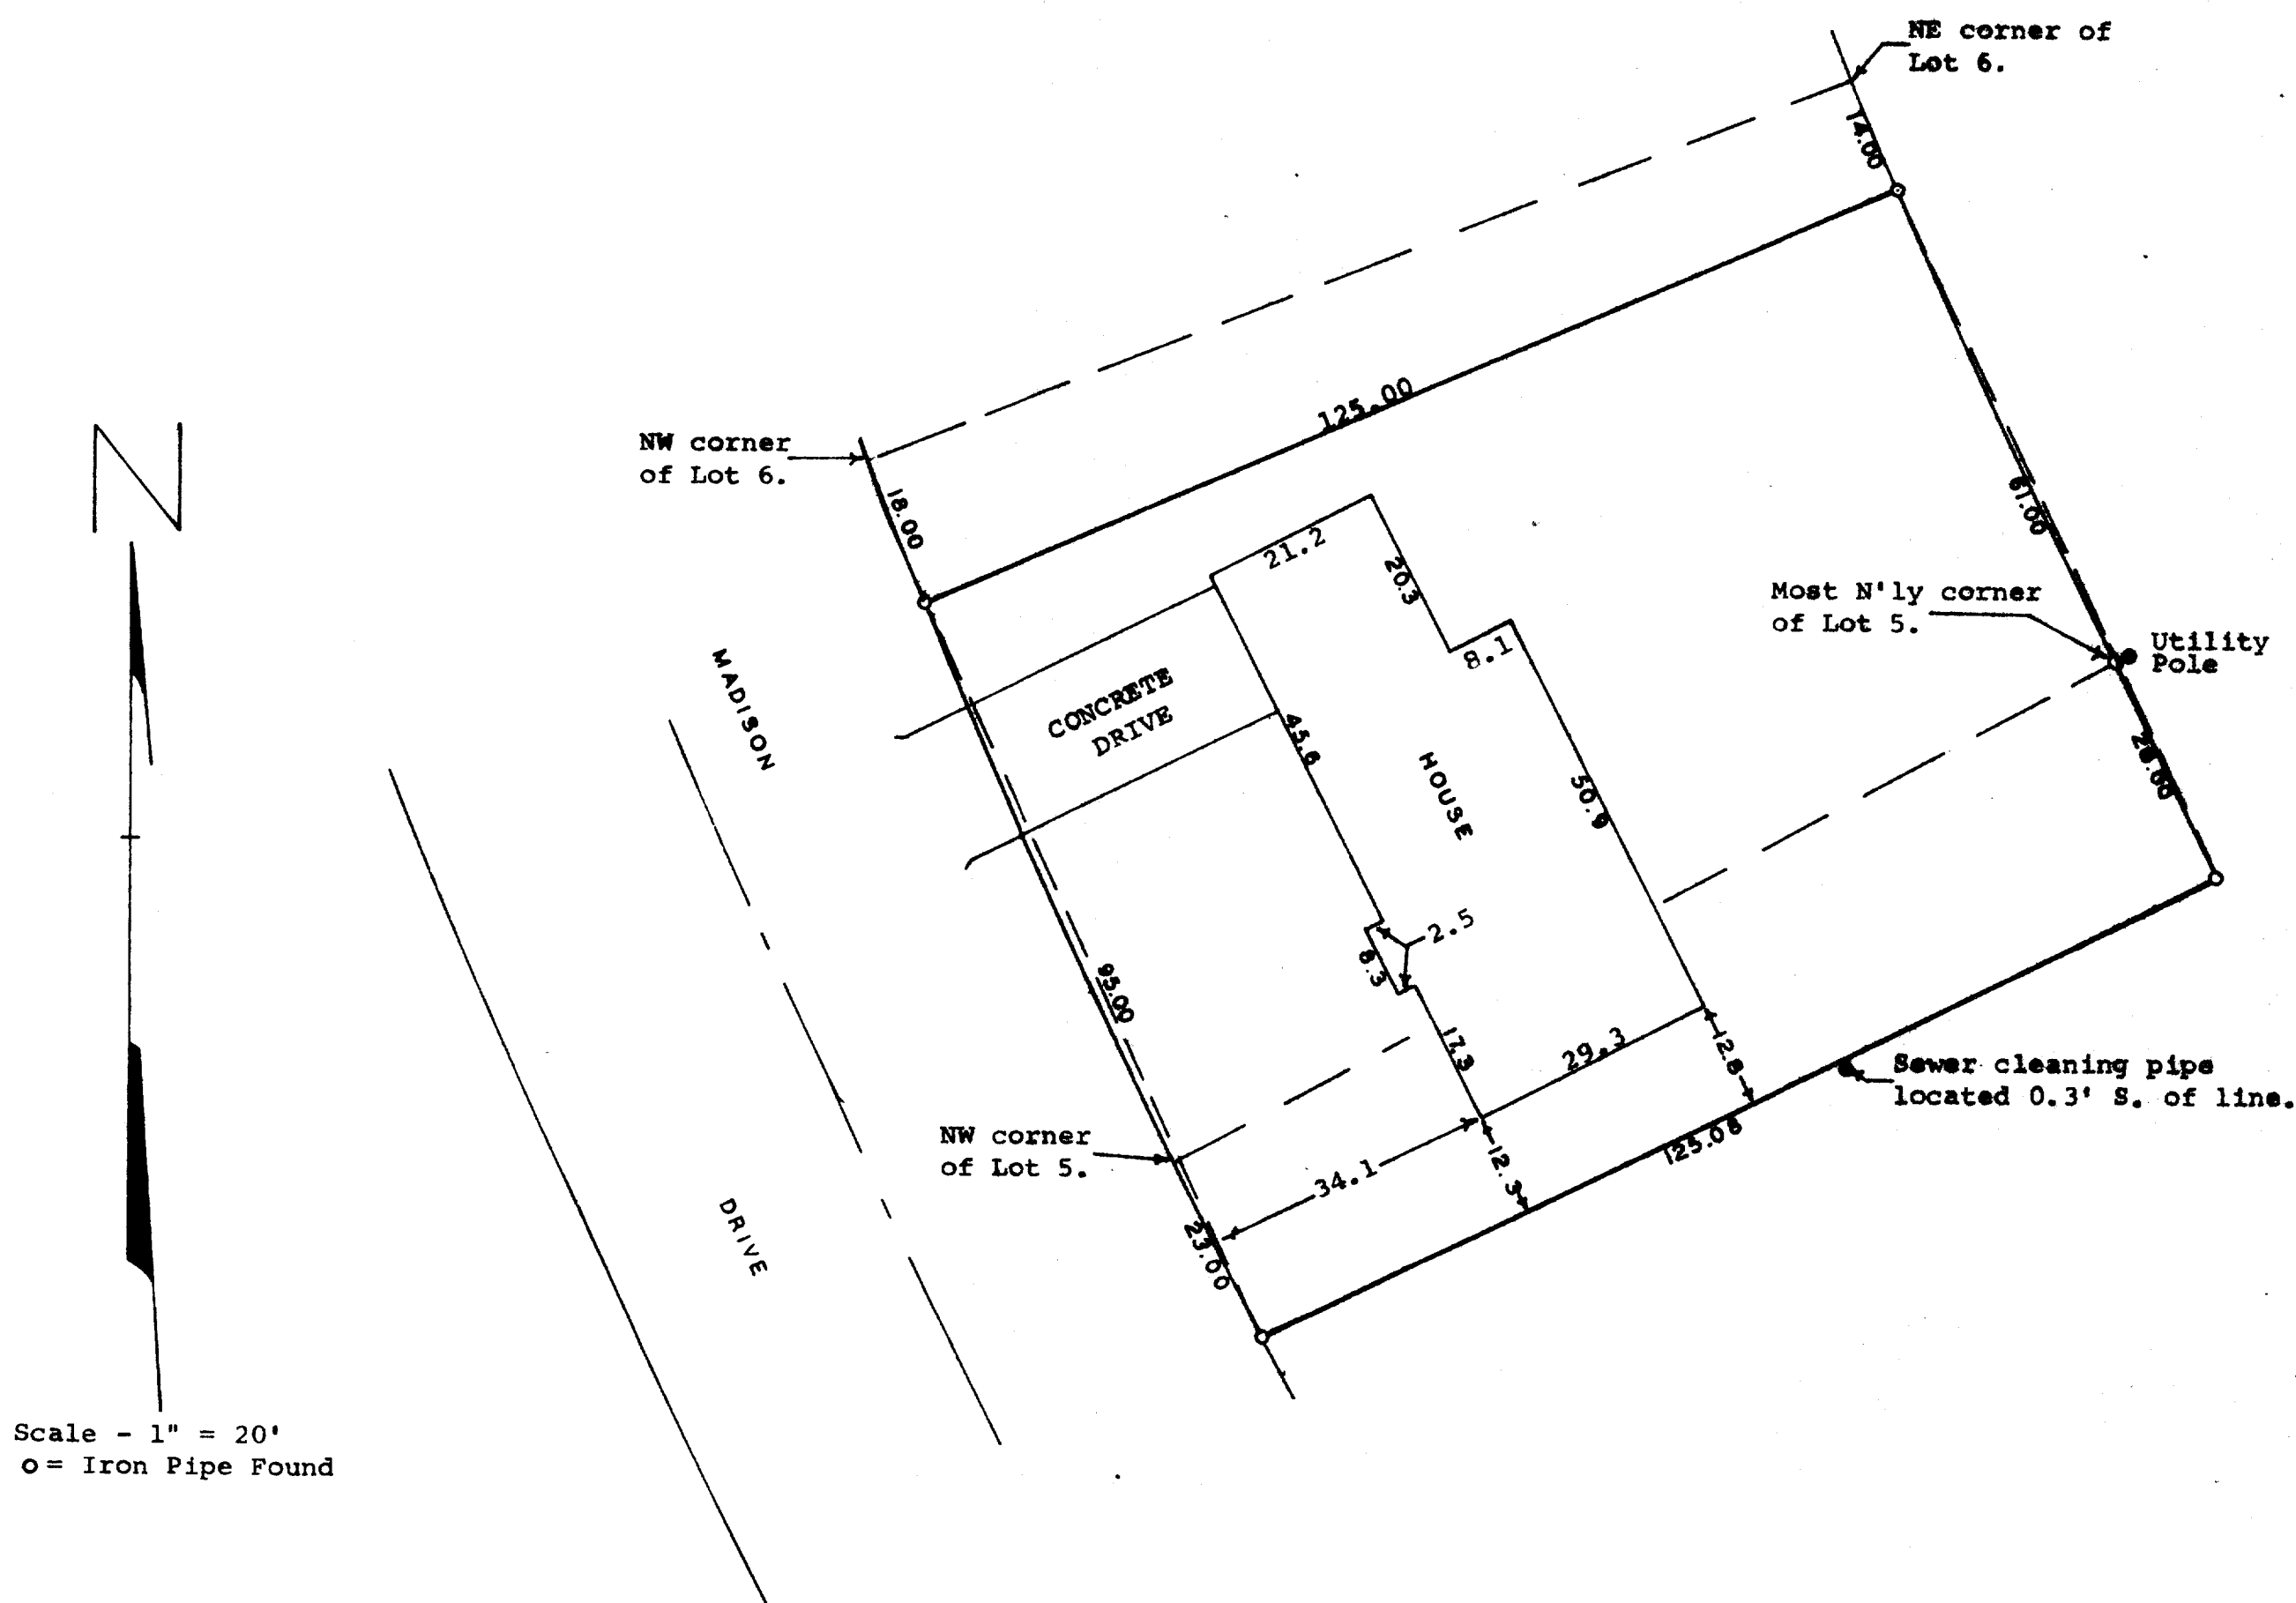 NE corner of
Lot 6.
14.00
125.00
N
NW corner
of Lot 6.
18.00
61.00
21.2
20.3
Most N'ly corner
of Lot 5.
Utility
Pole
8.1
MADISON
CONCRETE
DRIVE
45.6
HOUSE
50.9
2.5
8.3
95.00
17.3
29.3
12.8
Sewer cleaning pipe
located 0.3' S. of line.
NW corner
of Lot 5.
125.08
34.1
12.3
DRIVE
23.00
Scale - 1" = 20'
o = Iron Pipe Found